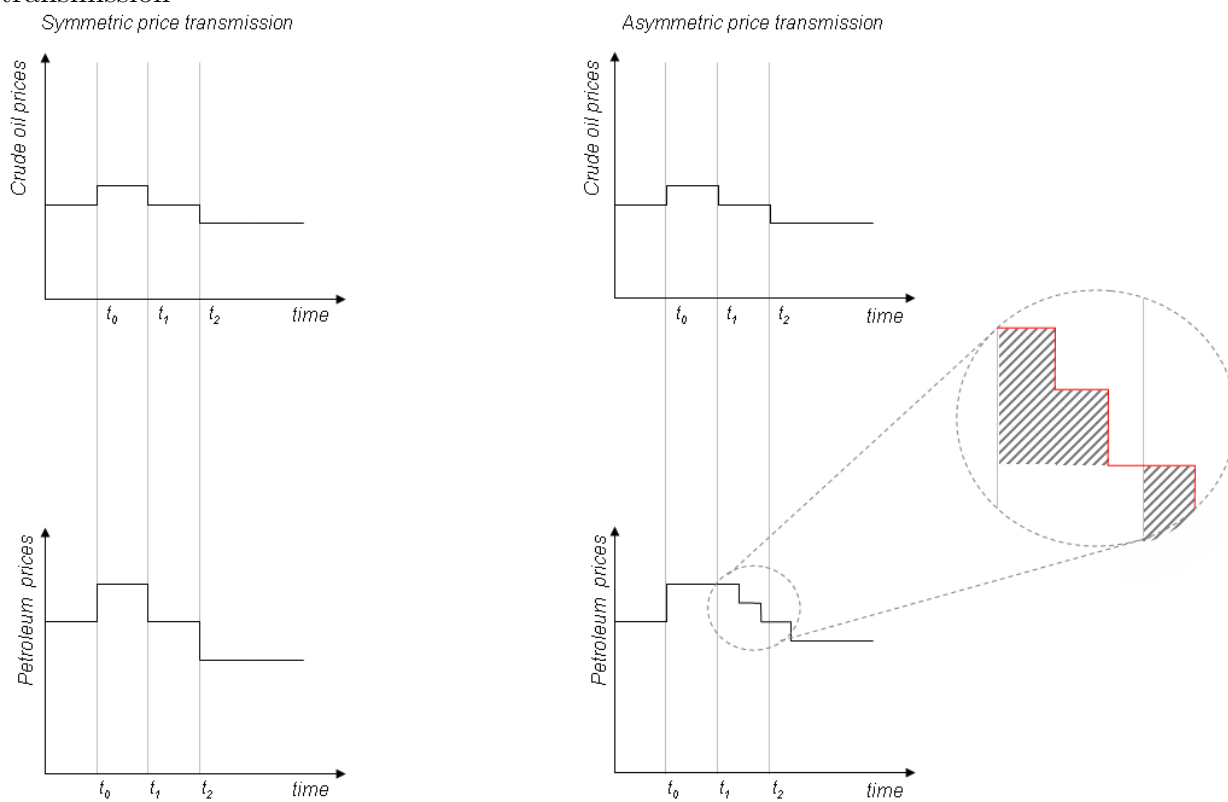 transmission
Symmetric price transmission
Asymmetric price transmission
Crude oil prices
t0 t1 t2 time
Crude oil prices
t0 t1 t2 time
Petroleum prices
t0 t1 t2 time
Petroleum prices
t0 t1 t2 time